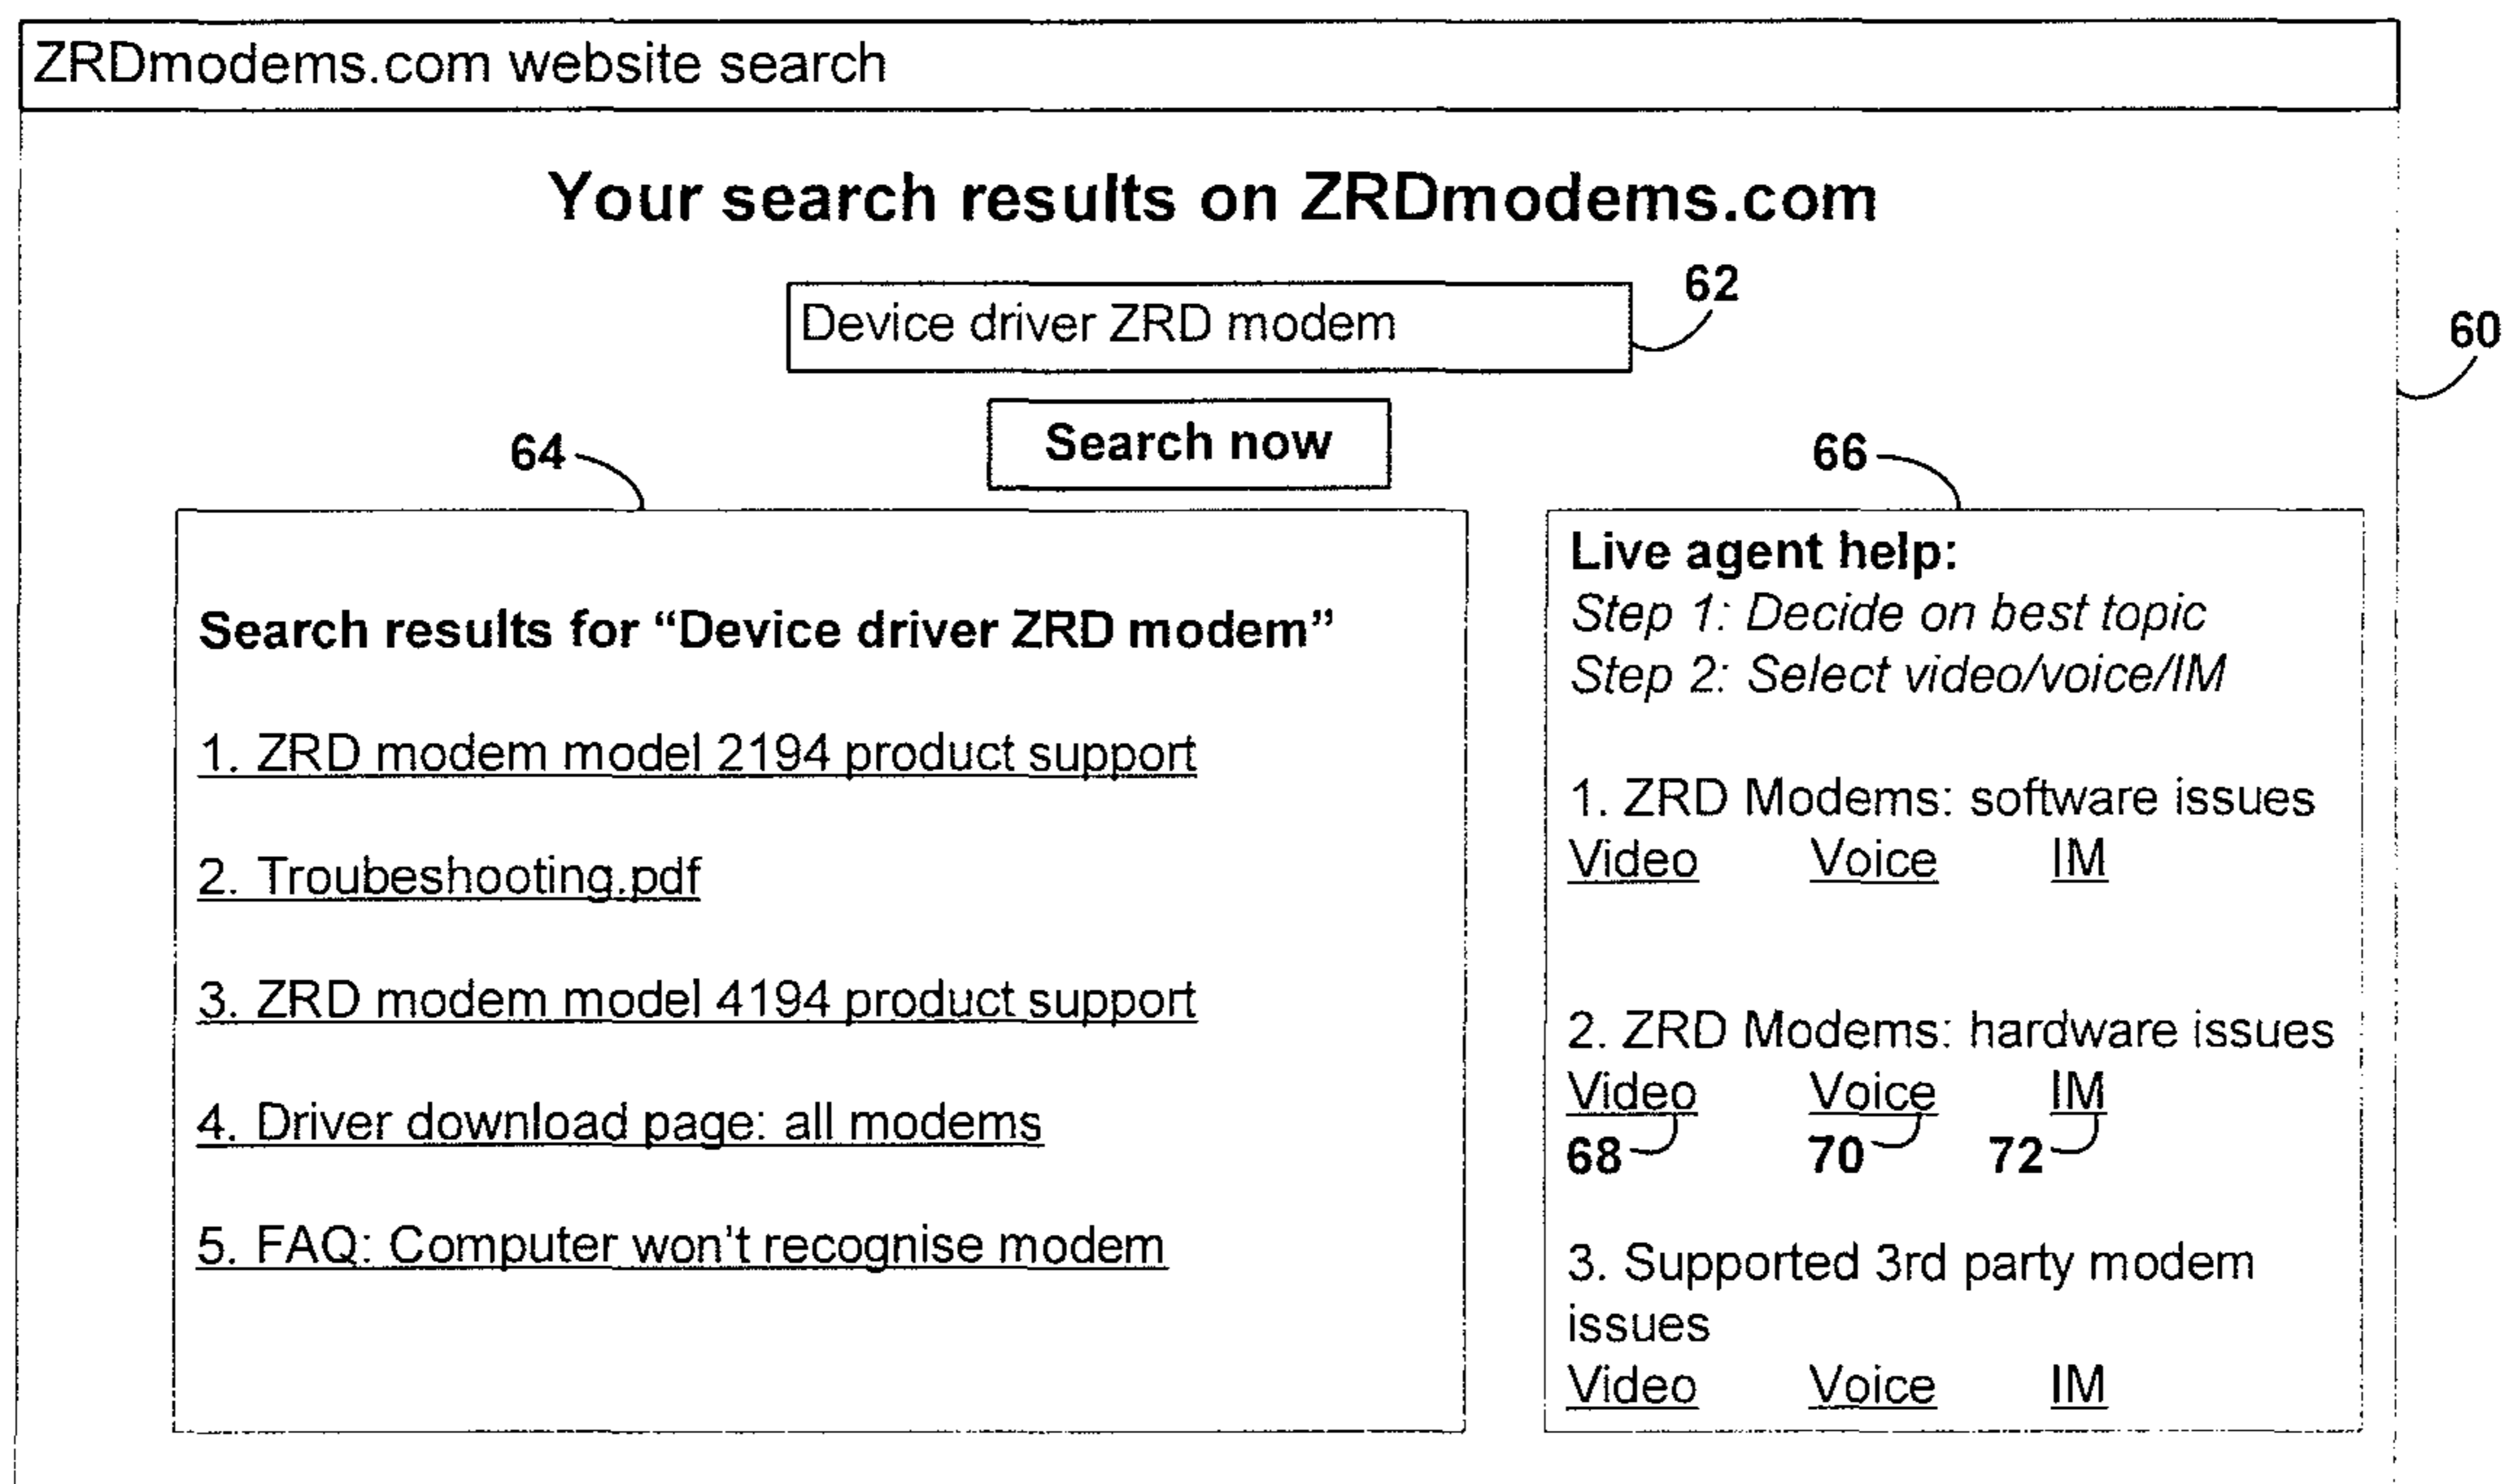 ZRDmodems.com website search
Your search results on ZRDmodems.com
62
Device driver ZRD modem
60
Search now
64
66
Search results for “Device driver ZRD modem”
1. ZRD modem model 2194 product support
2. Troubeshooting.pdf
3. ZRD modem model 4194 product support
4. Driver download page: all modems
5. FAQ: Computer won't recognise modem
Live agent help:
Step 1: Decide on best topic
Step 2: Select video/voice/IM
1. ZRD Modems: software issues
Video Voice IM
2. ZRD Modems: hardware issues
Video Voice IM
68 70 72
3. Supported 3rd party modem
issues
Video Voice IM